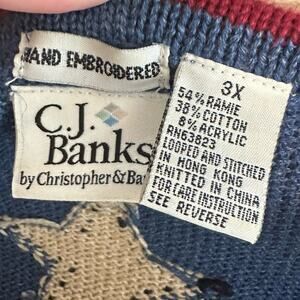 HAND EMBROIDERED
C.J.
Banks
by Christopher & Ba
3X
54% RAMIE
38% COTTON
8% ACRYLIC
RN63823
LOOPED AND STITCHED
IN HONG KONG
KNITTED IN CHINA
FOR CARE INSTRUCTION
SEE REVERSE